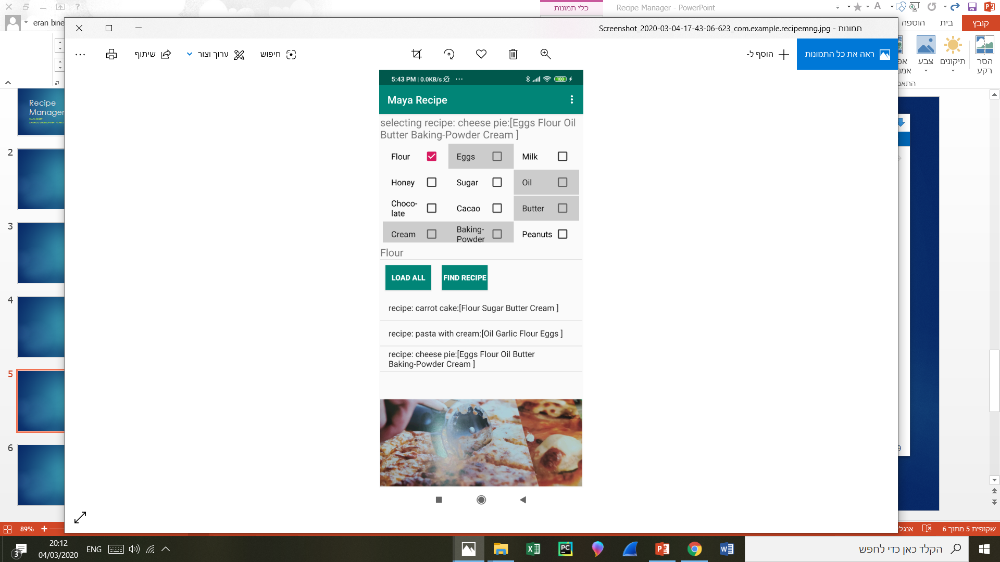 כלי תמונות
Recipe Manager - PowerPoint
eran bine
הוספה
בית
קובץ
Screenshot_2020-03-04-17-43-06-623_com.example.recipemng.jpg - תמונות
שיתוף
ערוך וצור
חיפוש
הוסף ל-
ראה את כל התמונות
צבע
תיקונים
הסר
רקע
Recipe
Manager
5:43 PM | 0.0KB/s
100
Maya Recipe
selecting recipe: cheese pie:[Eggs Flour Oil
Butter Baking-Powder Cream ]
Flour Eggs Milk
Honey Sugar Oil
Choco-
late
Cacao Butter
Cream
Baking-
Powder
Peanuts
Flour
LOAD ALL FIND RECIPE
recipe: carrot cake:[Flour Sugar Butter Cream ]
recipe: pasta with cream:[Oil Garlic Flour Eggs ]
recipe: cheese pie:[Eggs Flour Oil Butter
Baking-Powder Cream ]
2
3
4
5
6
89%
שקופית 5 מתוך 6
20:12
04/03/2020
3
ENG
PC
הקלד כאן כדי לחפש